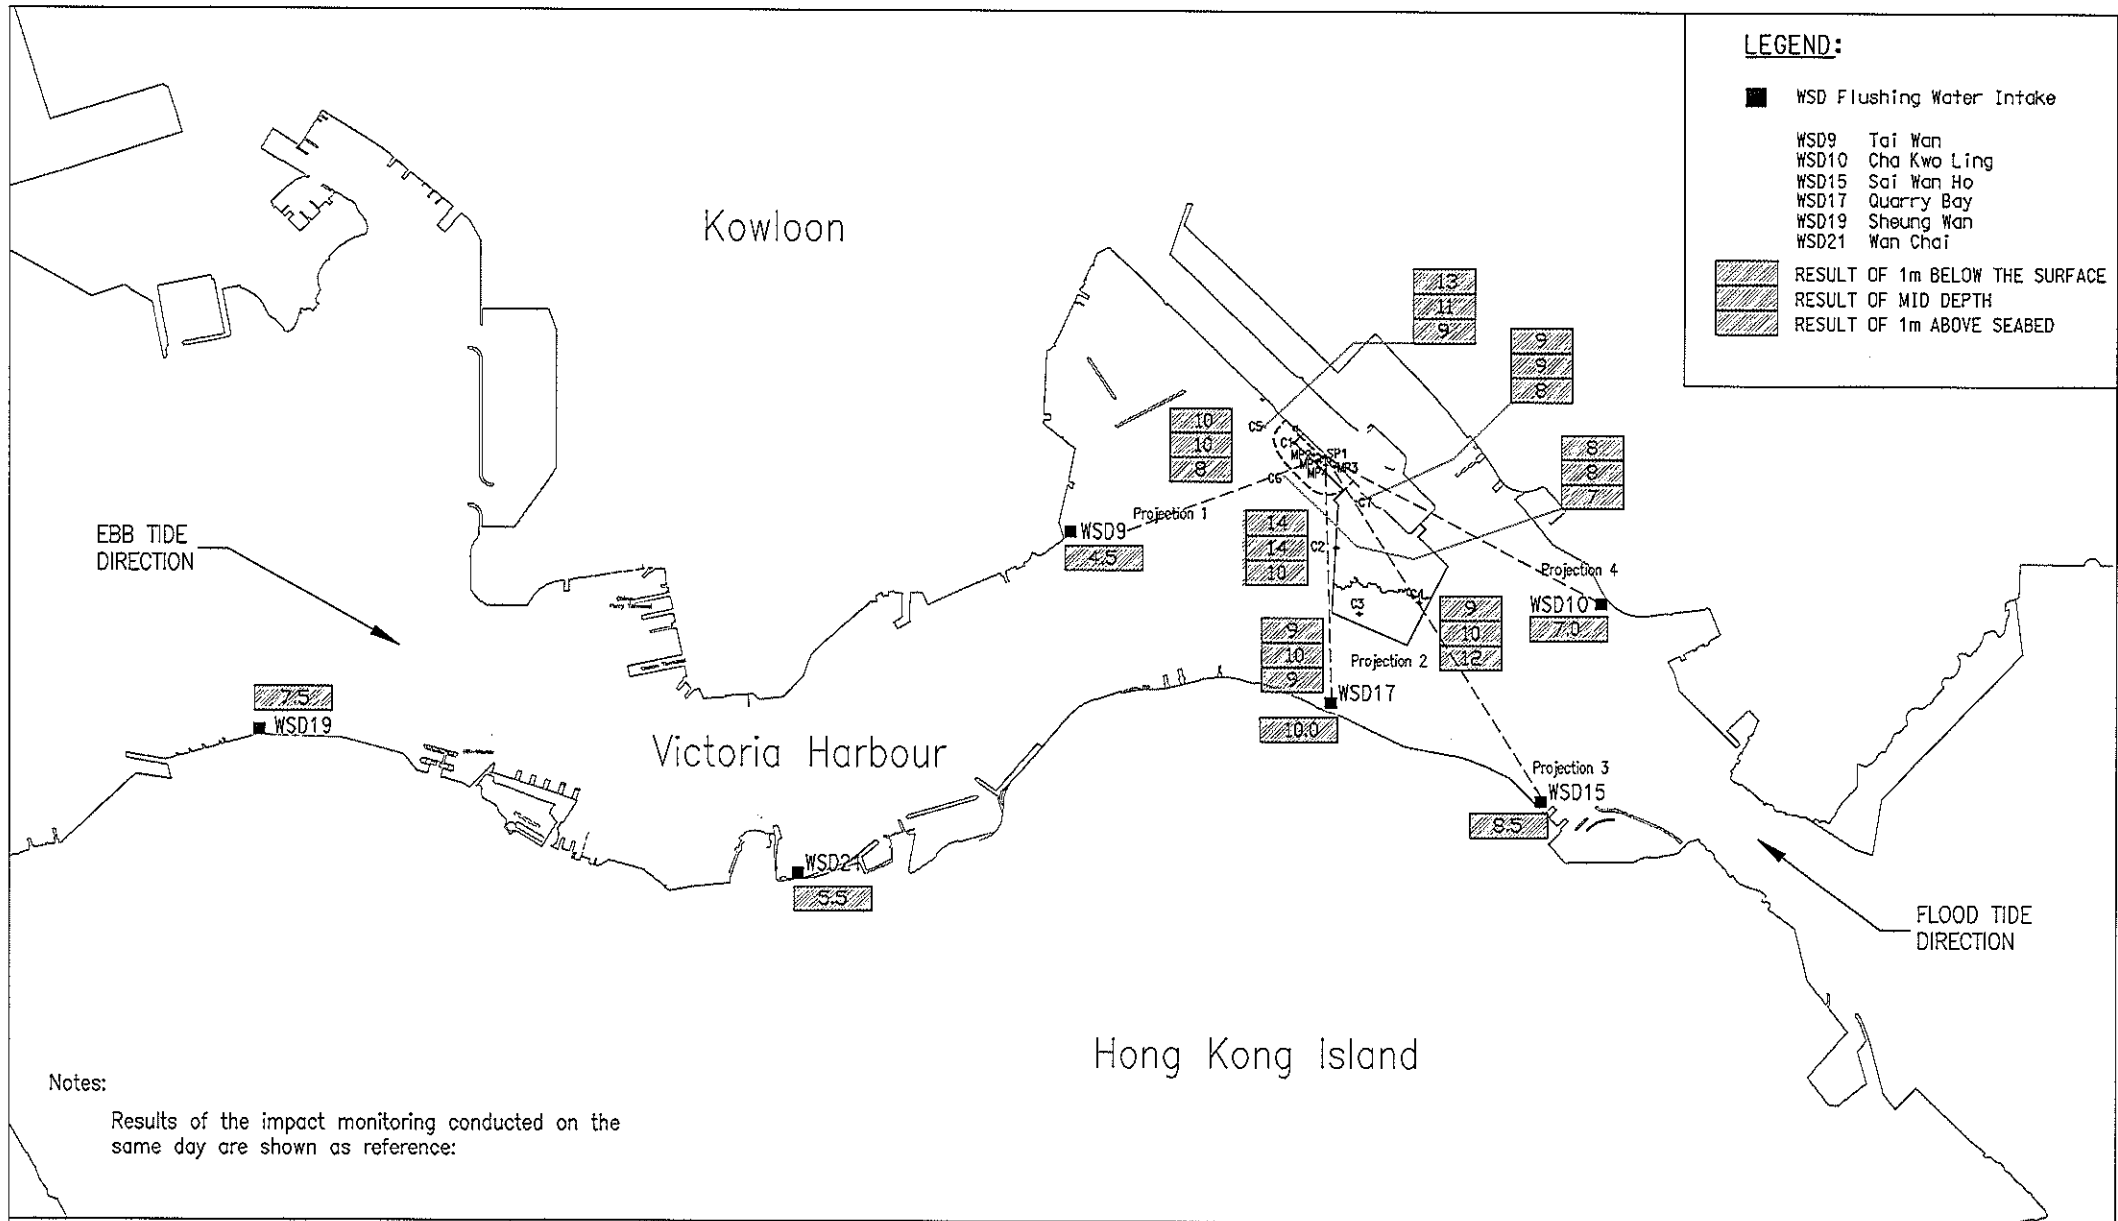 LEGEND:
WSD Flushing Water Intake
WSD9 Tai Wan
WSD10 Cha Kwo Ling
WSD15 Sai Wan Ho
WSD17 Quarry Bay
WSD19 Sheung Wan
WSD21 Wan Chai
RESULT OF 1m BELOW THE SURFACE
RESULT OF MID DEPTH
RESULT OF 1m ABOVE SEABED
Kowloon
13
11
9
9
9
8
10
10
8
8
8
7
C5
C1
SP1
MP3
C6
C7
Projection 1
WSD9
4.5
14
14
10
C2
EBB TIDE
DIRECTION
Projection 4
WSD10
7.0
C3
9
10
12
9
10
9
Projection 2
WSD17
10.0
7.5
WSD19
Victoria Harbour
Projection 3
WSD15
8.5
WSD21
5.5
FLOOD TIDE
DIRECTION
Hong Kong Island
Notes:
Results of the impact monitoring conducted on the
same day are shown as reference: